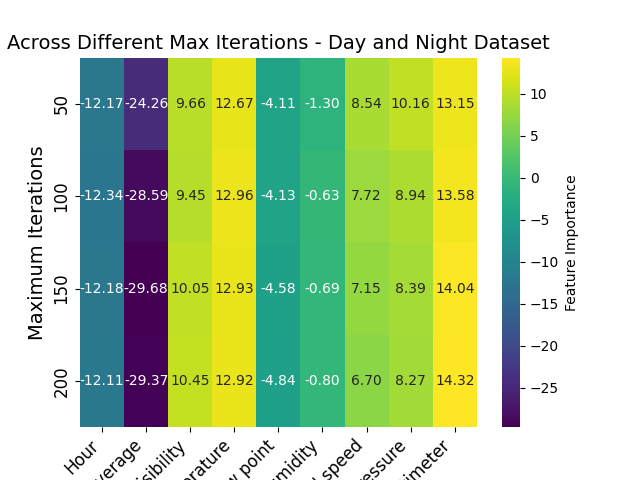 Across Different Max Iterations - Day and Night Dataset
Maximum Iterations
50 -12.17 -24.26 9.66 12.67 -4.11 -1.30 8.54 10.16 13.15
100 -12.34 -28.59 9.45 12.96 -4.13 -0.63 7.72 8.94 13.58
150 -12.18 -29.68 10.05 12.93 -4.58 -0.69 7.15 8.39 14.04
200 -12.11 -29.37 10.45 12.92 -4.84 -0.80 6.70 8.27 14.32
Hour verage sibility rature w point midity speed essure timeter
10
5
0
−5
−10
−15
−20
−25
Feature Importance